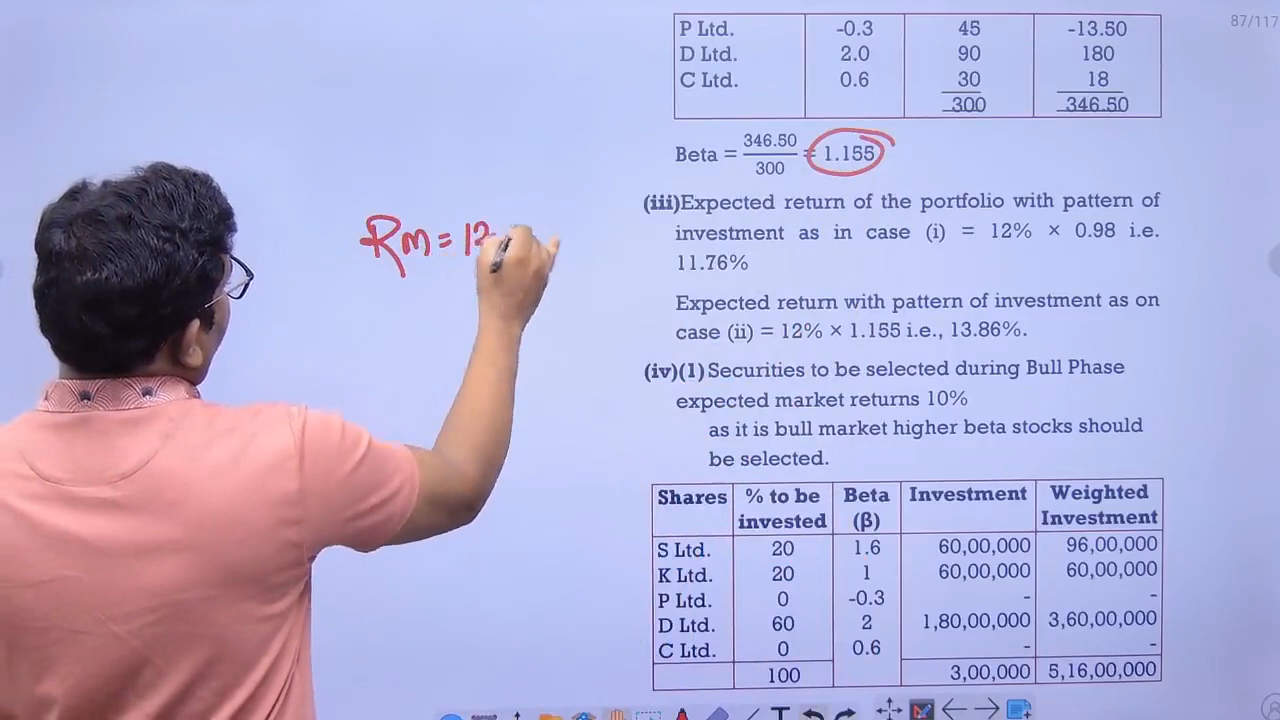 87/117
P Ltd. -0.3 45 -13.50
D Ltd. 2.0 90 180
C Ltd. 0.6 30 18
300 346.50
Beta = 346.50/300 = 1.155
(iii)Expected return of the portfolio with pattern of
investment as in case (i) = 12% × 0.98 i.e.
11.76%
Rm = 12
Expected return with pattern of investment as on
case (ii) = 12% × 1.155 i.e., 13.86%.
(iv)(1) Securities to be selected during Bull Phase
expected market returns 10%
as it is bull market higher beta stocks should
be selected.
Shares % to be invested Beta (β) Investment Weighted Investment
S Ltd. 20 1.6 60,00,000 96,00,000
K Ltd. 20 1 60,00,000 60,00,000
P Ltd. 0 -0.3 - -
D Ltd. 60 2 1,80,00,000 3,60,00,000
C Ltd. 0 0.6 - -
100 3,00,000 5,16,00,000